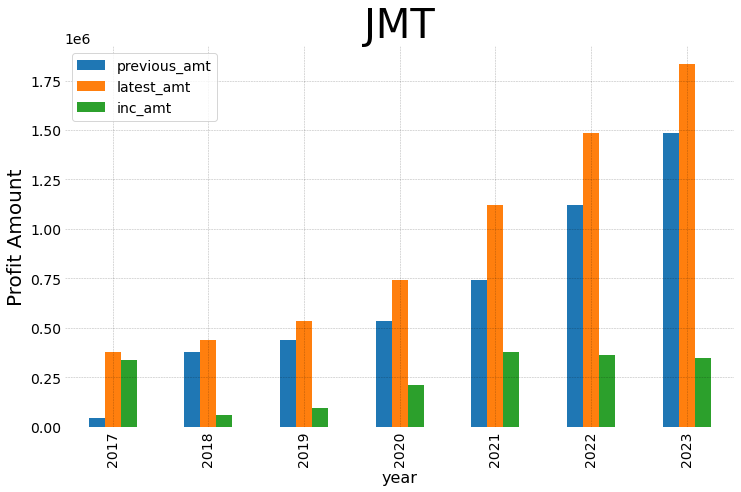 JMT
1e6
previous_amt
latest_amt
inc_amt
Profit Amount
1.75
1.50
1.25
1.00
0.75
0.50
0.25
0.00
2017
2018
2019
2020
2021
2022
2023
year